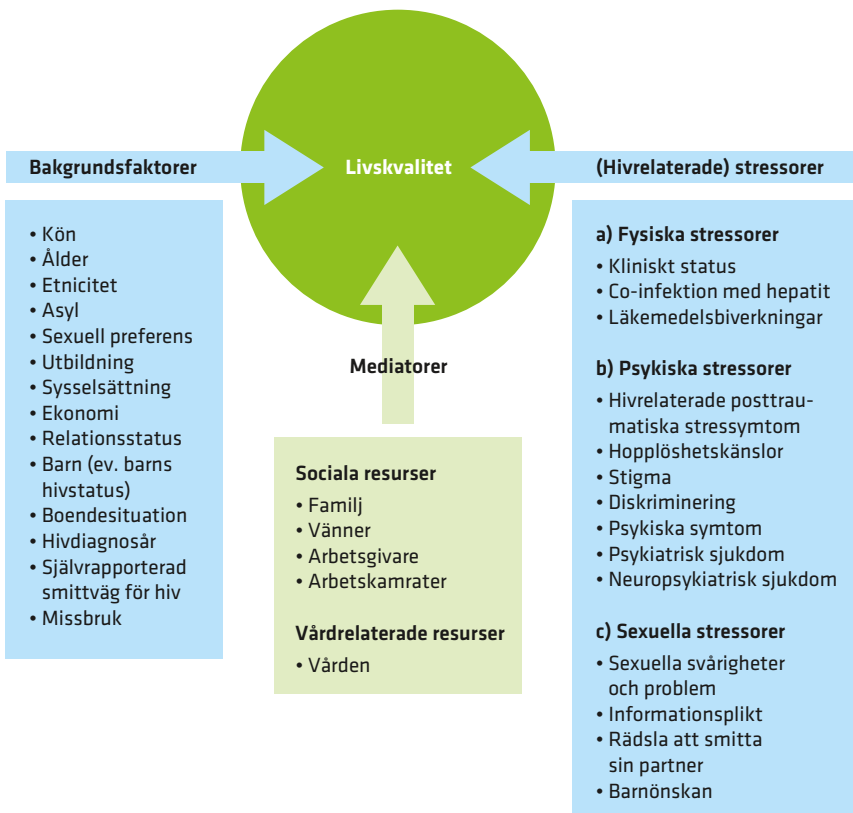 Bakgrundsfaktorer
Livskvalitet
(Hivrelaterade) stressorer
• Kön
• Ålder
• Etnicitet
• Asyl
• Sexuell preferens
• Utbildning
• Sysselsättning
• Ekonomi
• Relationsstatus
• Barn (ev. barns
hivstatus)
• Boendesituation
• Hivdiagnosår
• Självrapporterad
smittväg för hiv
• Missbruk
Mediatorer
Sociala resurser
• Familj
• Vänner
• Arbetsgivare
• Arbetskamrater
Vårdrelaterade resurser
• Vården
a) Fysiska stressorer
• Kliniskt status
• Co-infektion med hepatit
• Läkemedelsbiverkningar
b) Psykiska stressorer
• Hivrelaterade posttrau-
matiska stressymtom
• Hopplöshetskänslor
• Stigma
• Diskriminering
• Psykiska symtom
• Psykiatrisk sjukdom
• Neuropsykiatrisk sjukdom
c) Sexuella stressorer
• Sexuella svårigheter
och problem
• Informationsplikt
• Rädsla att smitta
sin partner
• Barnönskan